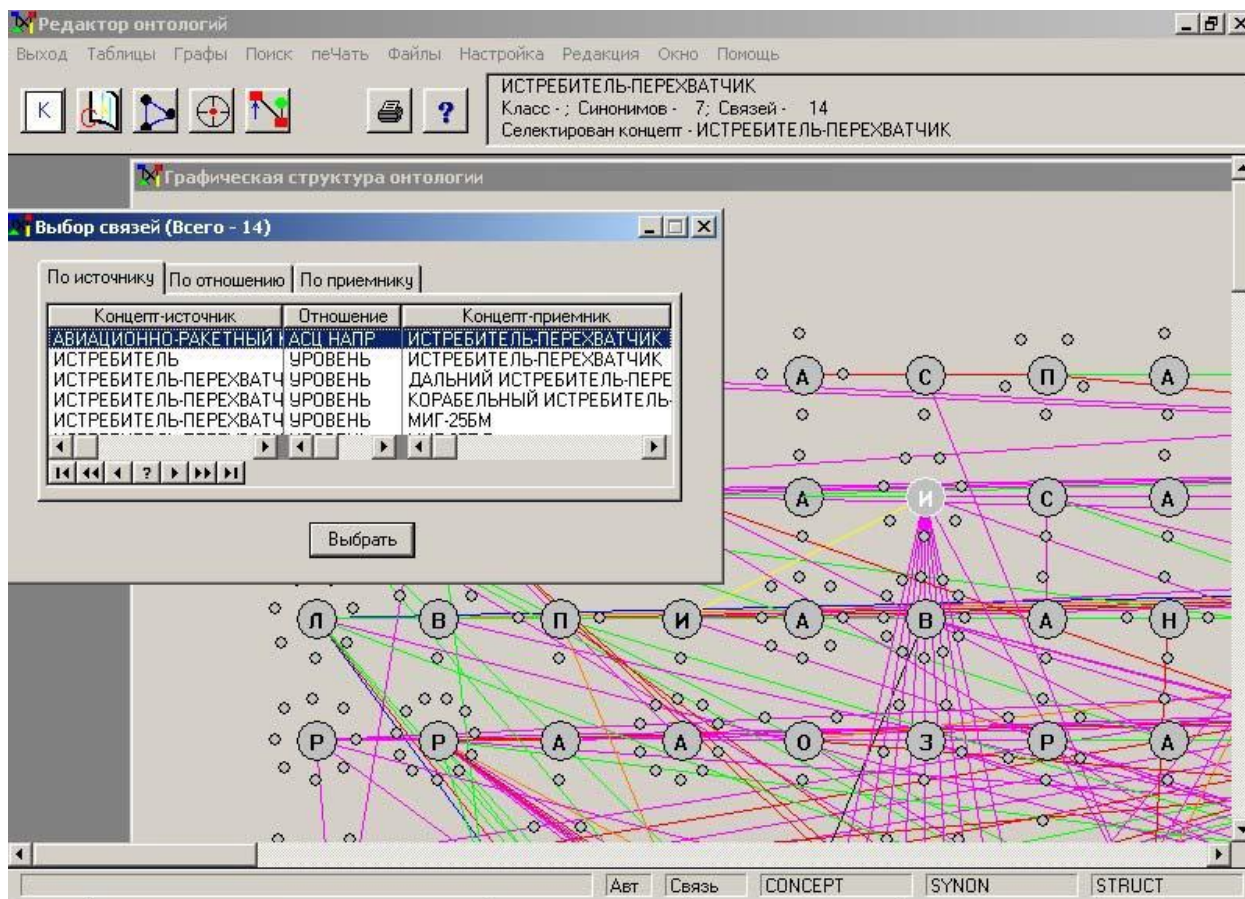 Редактор онтологий
Выход Таблицы Графы Поиск пеЧать Файлы Настройка Редакция Окно Помощь
К ?
ИСТРЕБИТЕЛЬ-ПЕРЕХВАТЧИК
Класс - ; Синонимов - 7; Связей - 14
Селектирован концепт - ИСТРЕБИТЕЛЬ-ПЕРЕХВАТЧИК
Графическая структура онтологии
Выбор связей (Всего - 14)
По источнику По отношению По приемнику
Концепт-источник Отношение Концепт-приемник
АВИАЦИОННО-РАКЕТНЫЙ АСЦ НАПР ИСТРЕБИТЕЛЬ-ПЕРЕХВАТЧИК
ИСТРЕБИТЕЛЬ УРОВЕНЬ ИСТРЕБИТЕЛЬ-ПЕРЕХВАТЧИК
ИСТРЕБИТЕЛЬ-ПЕРЕХВАТЧ УРОВЕНЬ ДАЛЬНИЙ ИСТРЕБИТЕЛЬ-ПЕРЕ
ИСТРЕБИТЕЛЬ-ПЕРЕХВАТЧ УРОВЕНЬ КОРАБЕЛЬНЫЙ ИСТРЕБИТЕЛЬ-
ИСТРЕБИТЕЛЬ-ПЕРЕХВАТЧ УРОВЕНЬ МИГ-25БМ
?
Выбрать
А С П А
А И С А
Л В П И А В А Н
Р Р А А О З Р А
Авт Связь CONCEPT SYNON STRUCT